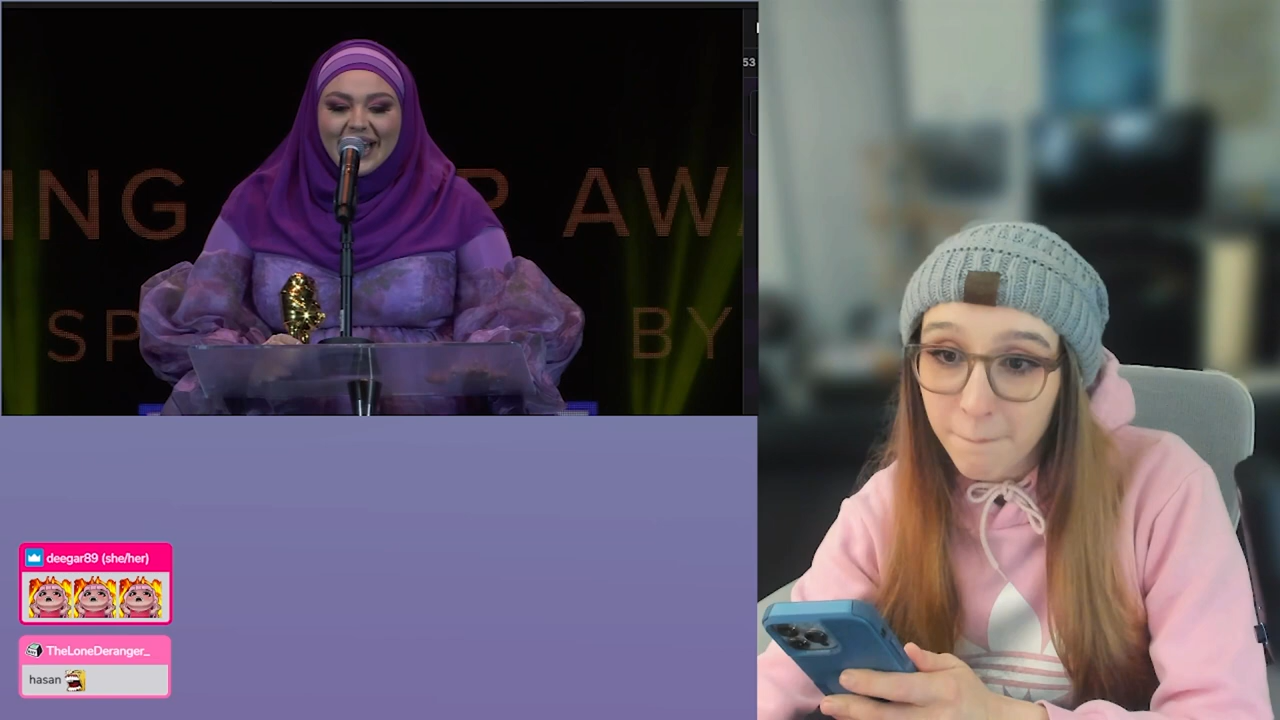 53
ING R AW
SP BY
deegar89 (she/her)
TheLoneDeranger_
hasan